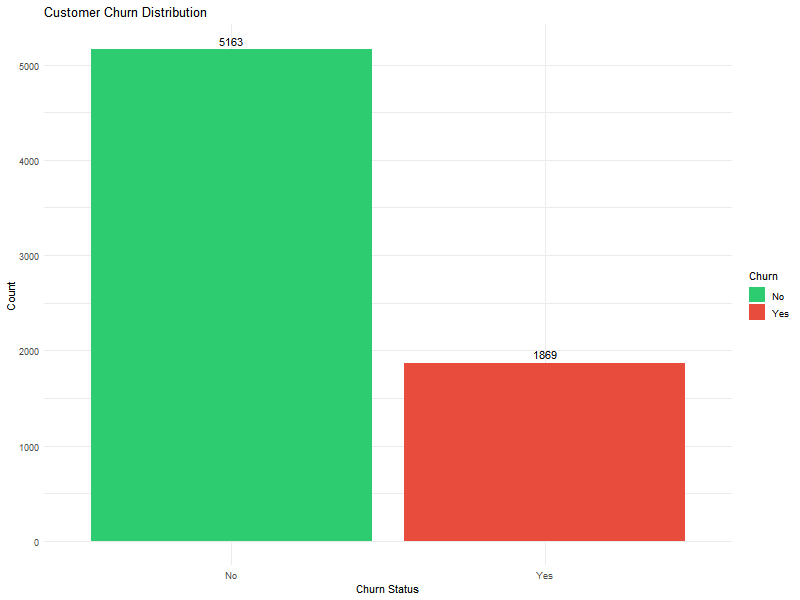 Customer Churn Distribution
5163
5000
4000
3000
2000
1000
0
1869
Count
No
Yes
Churn Status
Churn
No
Yes